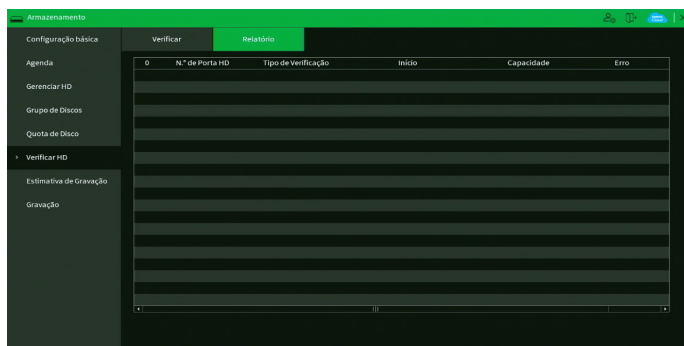 Armazenamento
Configuração básica
Verificar
Relatório
Agenda
0 N.° de Porta HD Tipo de Verificação Início Capacidade Erro
Gerenciar HD
Grupo de Discos
Quota de Disco
Verificar HD
Estimativa de Gravação
Gravação